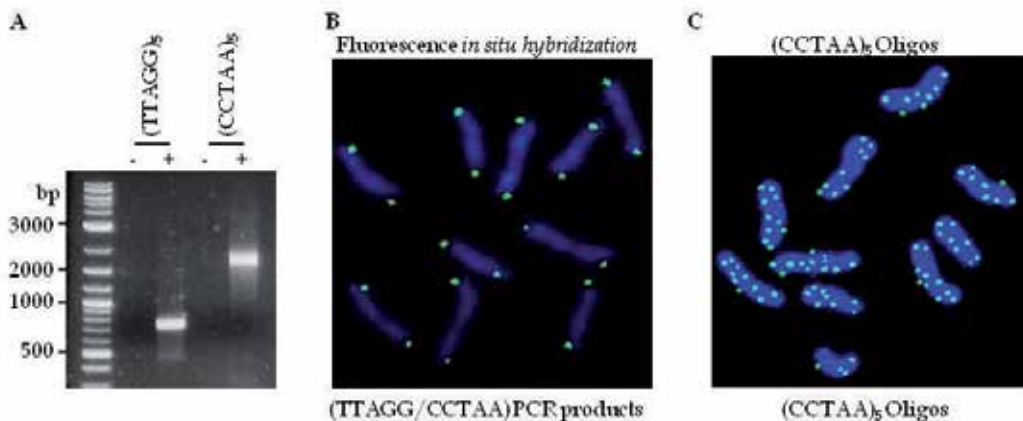 A
(TTAGG)5
(CCTAA)5
- + - +
bp
3000
2000
1000
500
B
Fluorescence in situ hybridization
(TTAGG/CCTAA)PCR products
C
(CCTAA)5 Oligos
(CCTAA)5 Oligos